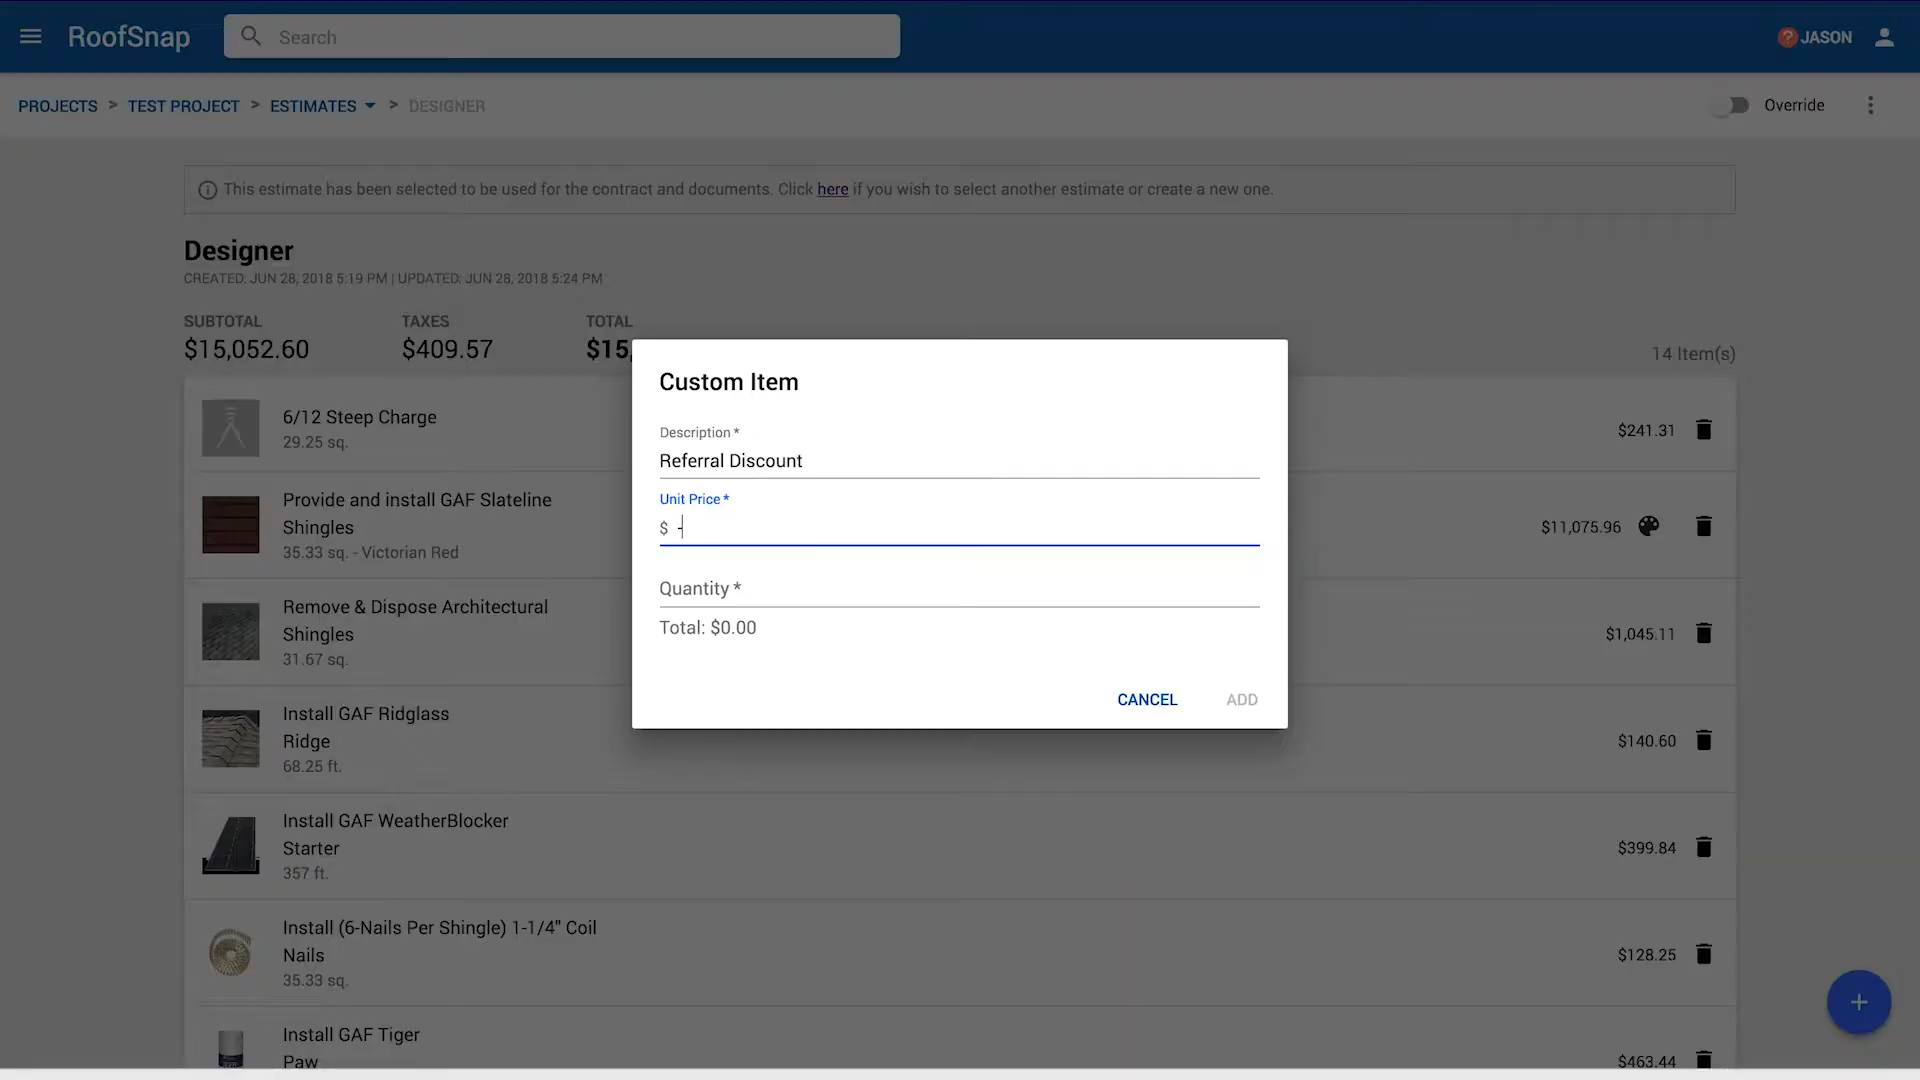 RoofSnap
Search
? JASON
PROJECTS > TEST PROJECT > ESTIMATES > DESIGNER
Override
This estimate has been selected to be used for the contract and documents. Click here if you wish to select another estimate or create a new one.
Designer
CREATED: JUN 28, 2018 5:19 PM | UPDATED: JUN 28, 2018 5:24 PM
SUBTOTAL TAXES TOTAL
$15,052.60 $409.57 $15,
14 Item(s)
Custom Item
Description *
Referral Discount
Unit Price *
$ -
Quantity *
Total: $0.00
CANCEL ADD
6/12 Steep Charge
29.25 sq.
$241.31
Provide and install GAF Slateline
Shingles
35.33 sq. - Victorian Red
$11,075.96
Remove & Dispose Architectural
Shingles
31.67 sq.
$1,045.11
Install GAF Ridglass
Ridge
68.25 ft.
$140.60
Install GAF WeatherBlocker
Starter
357 ft.
$399.84
Install (6-Nails Per Shingle) 1-1/4" Coil
Nails
35.33 sq.
$128.25
Install GAF Tiger
Paw
$463.44
+